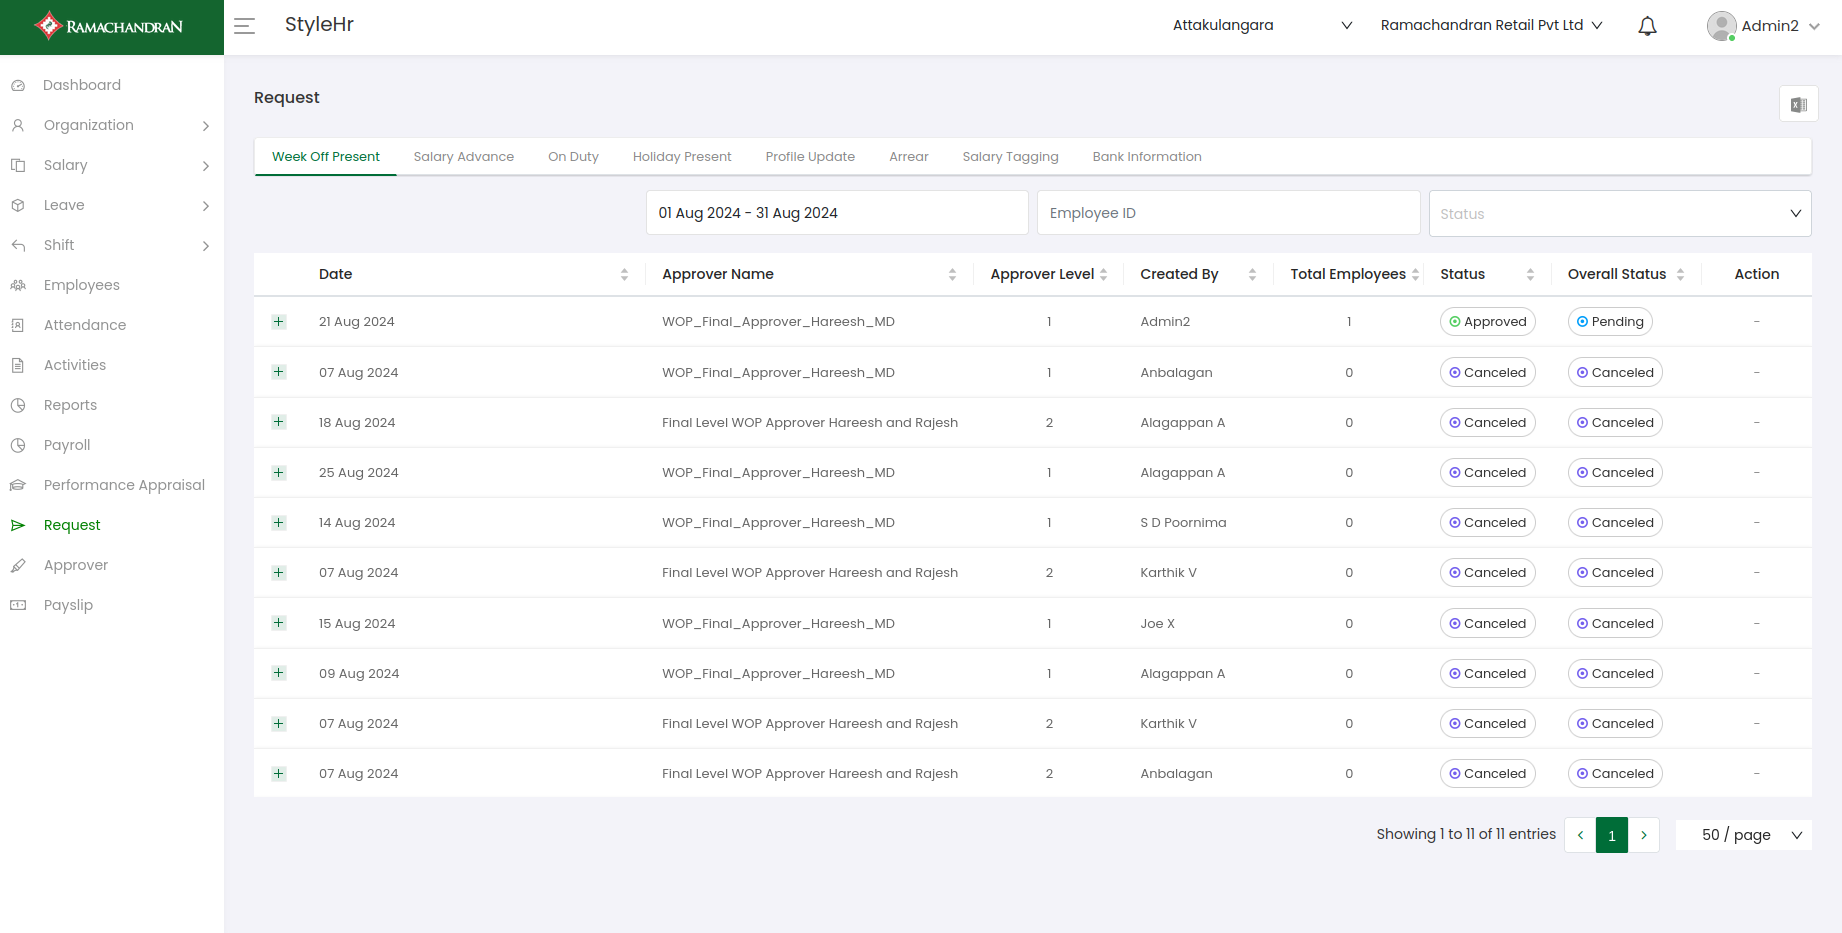 RAMACHANDRAN
StyleHr
Attakulangara
Ramachandran Retail Pvt Ltd
Admin2
Dashboard
Organization
Salary
Leave
Shift
Employees
Attendance
Activities
Reports
Payroll
Performance Appraisal
Request
Approver
Payslip
Request
Week Off Present Salary Advance On Duty Holiday Present Profile Update Arrear Salary Tagging Bank Information
01 Aug 2024 - 31 Aug 2024 Employee ID Status
Date Approver Name Approver Level Created By Total Employees Status Overall Status Action
21 Aug 2024 WOP_Final_Approver_Hareesh_MD 1 Admin2 1 Approved Pending -
07 Aug 2024 WOP_Final_Approver_Hareesh_MD 1 Anbalagan 0 Canceled Canceled -
18 Aug 2024 Final Level WOP Approver Hareesh and Rajesh 2 Alagappan A 0 Canceled Canceled -
25 Aug 2024 WOP_Final_Approver_Hareesh_MD 1 Alagappan A 0 Canceled Canceled -
14 Aug 2024 WOP_Final_Approver_Hareesh_MD 1 S D Poornima 0 Canceled Canceled -
07 Aug 2024 Final Level WOP Approver Hareesh and Rajesh 2 Karthik V 0 Canceled Canceled -
15 Aug 2024 WOP_Final_Approver_Hareesh_MD 1 Joe X 0 Canceled Canceled -
09 Aug 2024 WOP_Final_Approver_Hareesh_MD 1 Alagappan A 0 Canceled Canceled -
07 Aug 2024 Final Level WOP Approver Hareesh and Rajesh 2 Karthik V 0 Canceled Canceled -
07 Aug 2024 Final Level WOP Approver Hareesh and Rajesh 2 Anbalagan 0 Canceled Canceled -
Showing 1 to 11 of 11 entries < 1 > 50 / page